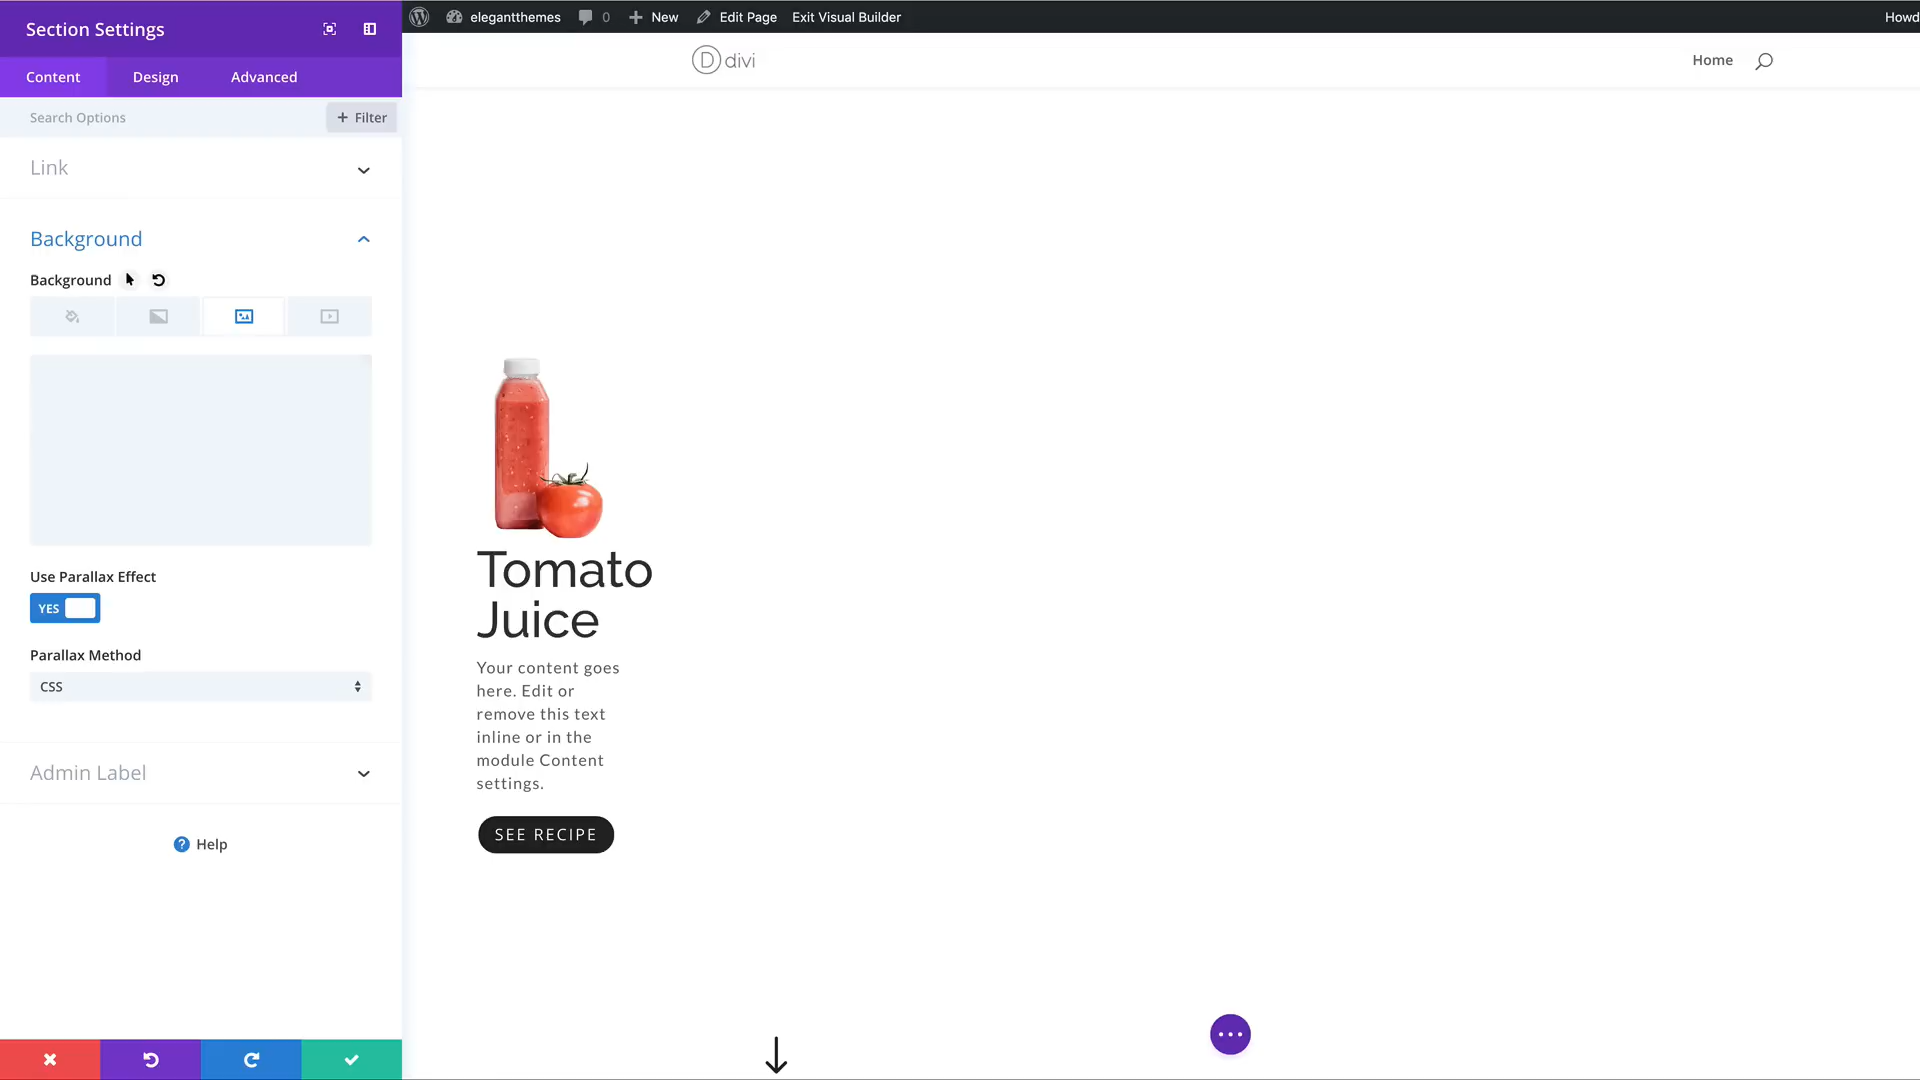 Section Settings
Content Design Advanced
Search Options + Filter
Link
Background
Background
Use Parallax Effect
YES
Parallax Method
CSS
Admin Label
? Help
elegantthemes 0 + New Edit Page Exit Visual Builder Howd
D divi
Home
Tomato
Juice
Your content goes
here. Edit or
remove this text
inline or in the
module Content
settings.
SEE RECIPE